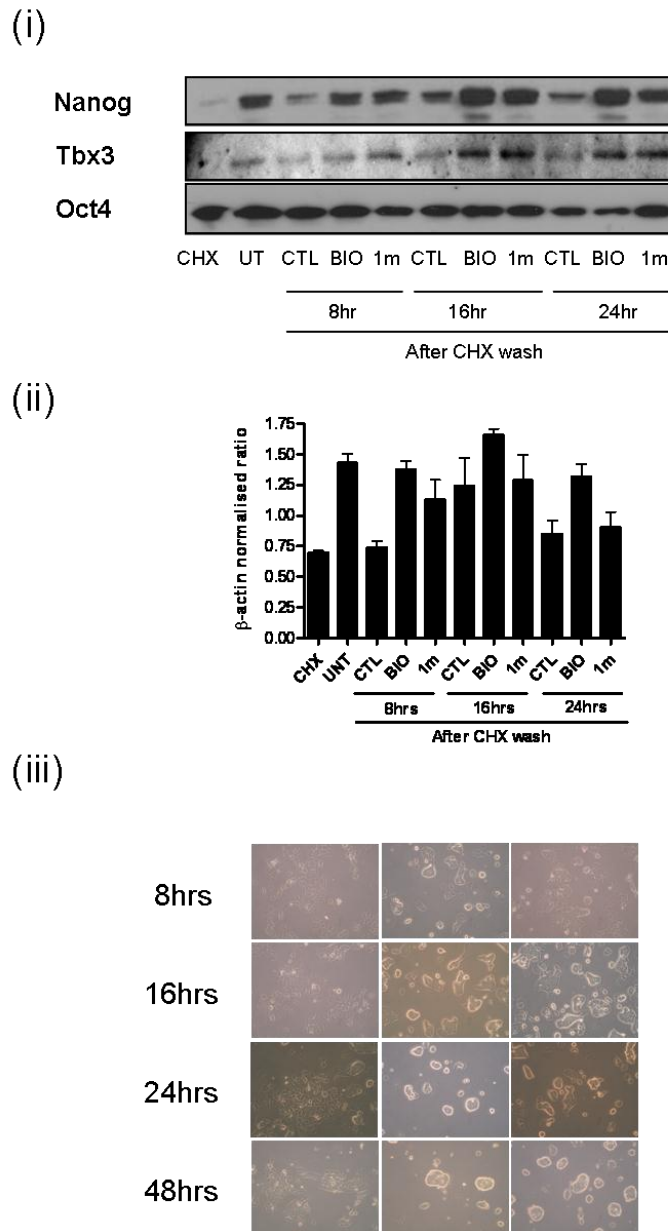 (i)
Nanog
Tbx3
Oct4
CHX UT CTL BIO 1m CTL BIO 1m CTL BIO 1m
8hr 16hr 24hr
After CHX wash
(ii)
β-actin normalised ratio
1.75
1.50
1.25
1.00
0.75
0.50
0.25
0.00
CHX UNT CTL BIO 1m CTL BIO 1m CTL BIO 1m
8hrs 16hrs 24hrs
After CHX wash
(iii)
8hrs
16hrs
24hrs
48hrs